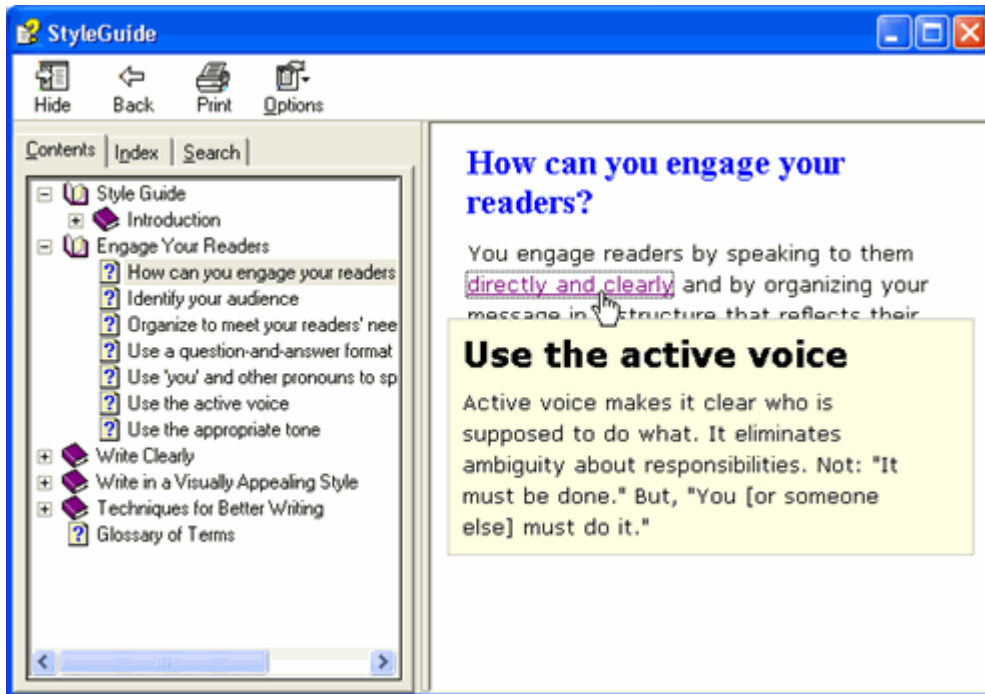 StyleGuide
Hide Back Print Options
Contents Index Search
Style Guide
Introduction
Engage Your Readers
How can you engage your readers
Identify your audience
Organize to meet your readers' nee
Use a question-and-answer format
Use 'you' and other pronouns to sp
Use the active voice
Use the appropriate tone
Write Clearly
Write in a Visually Appealing Style
Techniques for Better Writing
Glossary of Terms
How can you engage your
readers?
You engage readers by speaking to them
directly and clearly and by organizing your
message in structure that reflects their
Use the active voice
Active voice makes it clear who is
supposed to do what. It eliminates
ambiguity about responsibilities. Not: "It
must be done." But, "You [or someone
else] must do it."